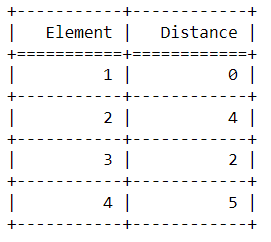 +-----------+------------+
|   Element |   Distance |
+===========+============+
|         1 |          0 |
+-----------+------------+
|         2 |          4 |
+-----------+------------+
|         3 |          2 |
+-----------+------------+
|         4 |          5 |
+-----------+------------+